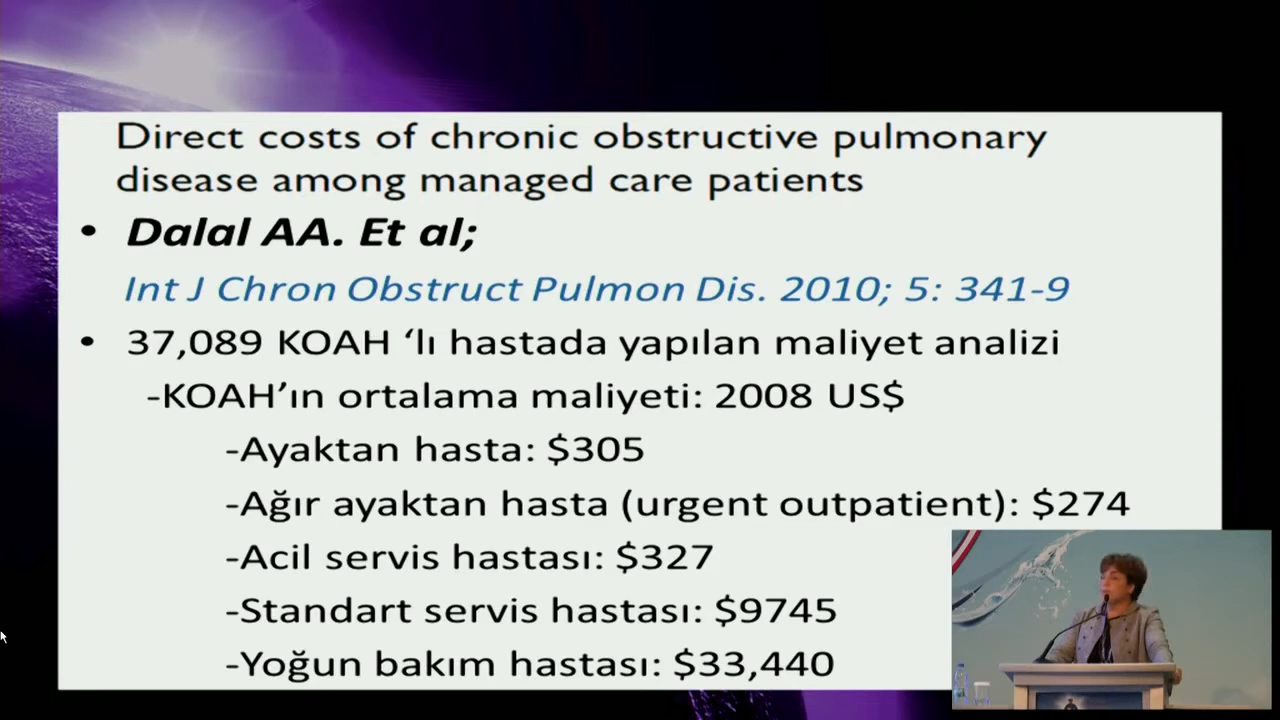 Direct costs of chronic obstructive pulmonary
disease among managed care patients
• Dalal AA. Et al;
Int J Chron Obstruct Pulmon Dis. 2010; 5: 341-9
• 37,089 KOAH ‘lı hastada yapılan maliyet analizi
-KOAH’ın ortalama maliyeti: 2008 US$
-Ayaktan hasta: $305
-Ağır ayaktan hasta (urgent outpatient): $274
-Acil servis hastası: $327
-Standart servis hastası: $9745
-Yoğun bakım hastası: $33,440